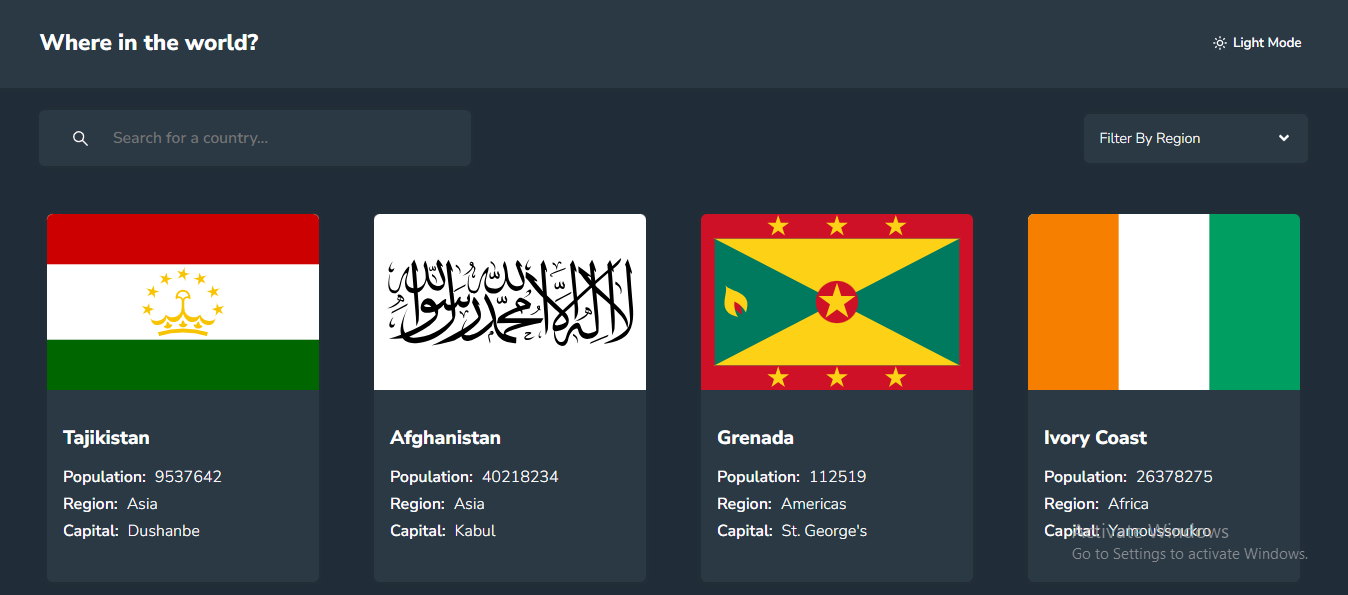 Where in the world?
Light Mode
Search for a country...
Filter By Region
لا إله إلا الله محمد رسول الله
Tajikistan
Population: 9537642
Region: Asia
Capital: Dushanbe
Afghanistan
Population: 40218234
Region: Asia
Capital: Kabul
Grenada
Population: 112519
Region: Americas
Capital: St. George's
Ivory Coast
Population: 26378275
Region: Africa
Capital: Yamoussoukro
Activate Windows
Go to Settings to activate Windows.